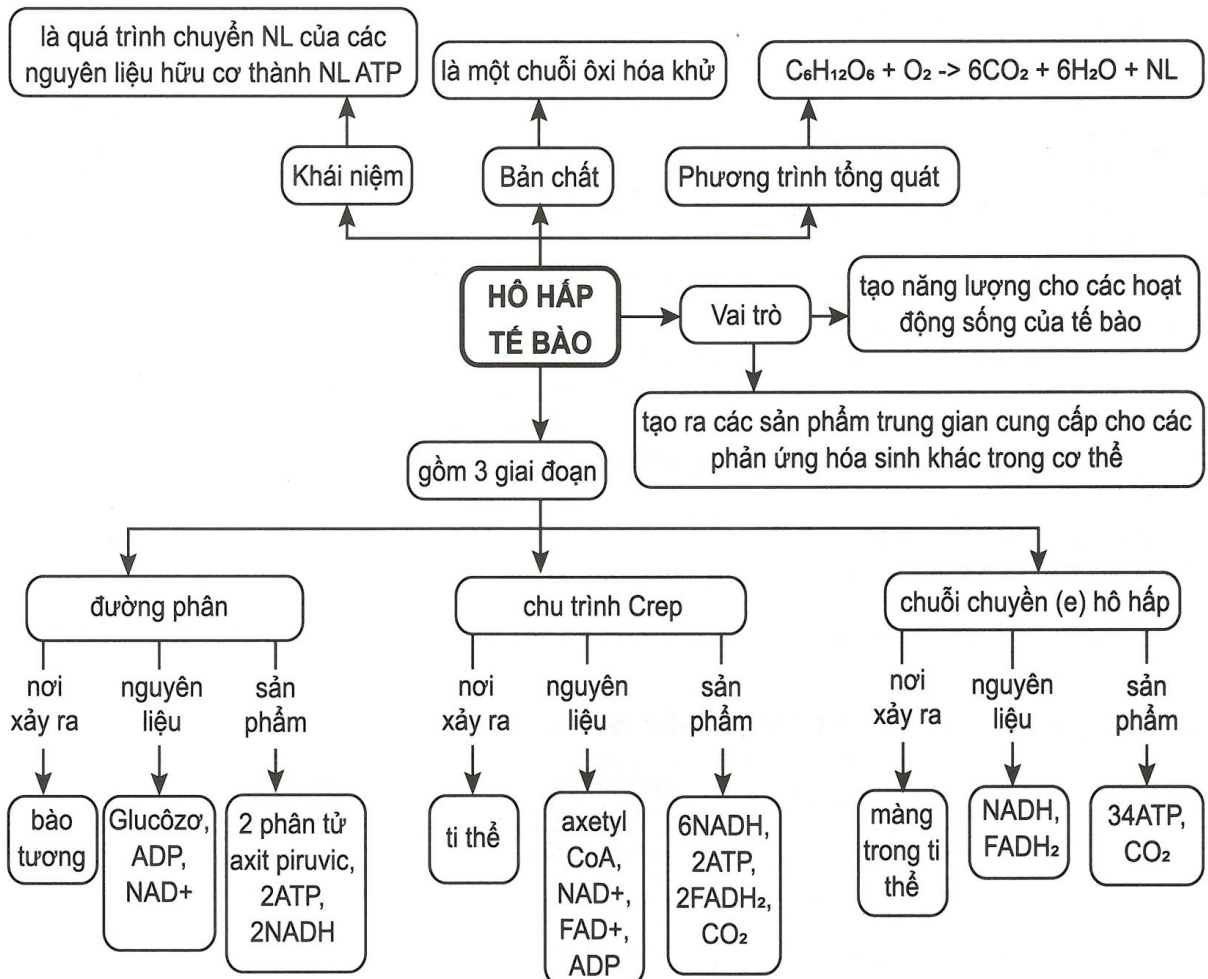 là quá trình chuyển NL của các
nguyên liệu hữu cơ thành NL ATP
là một chuỗi ôxi hóa khử
C₆H₁₂O₆ + O₂ -> 6CO₂ + 6H₂O + NL
Khái niệm
Bản chất
Phương trình tổng quát
HÔ HẤP
TẾ BÀO
Vai trò
tạo năng lượng cho các hoạt
động sống của tế bào
tạo ra các sản phẩm trung gian cung cấp cho các
phản ứng hóa sinh khác trong cơ thể
gồm 3 giai đoạn
đường phân
nơi
xảy ra
bào
tương
nguyên
liệu
Glucôzơ,
ADP,
NAD+
sản
phẩm
2 phân tử
axit piruvic,
2ATP,
2NADH
chu trình Crep
nơi
xảy ra
ti thể
nguyên
liệu
axetyl
CoA,
NAD+,
FAD+,
ADP
sản
phẩm
6NADH,
2ATP,
2FADH₂,
CO₂
chuỗi chuyền (e) hô hấp
nơi
xảy ra
màng
trong ti
thể
nguyên
liệu
NADH,
FADH₂
sản
phẩm
34ATP,
CO₂